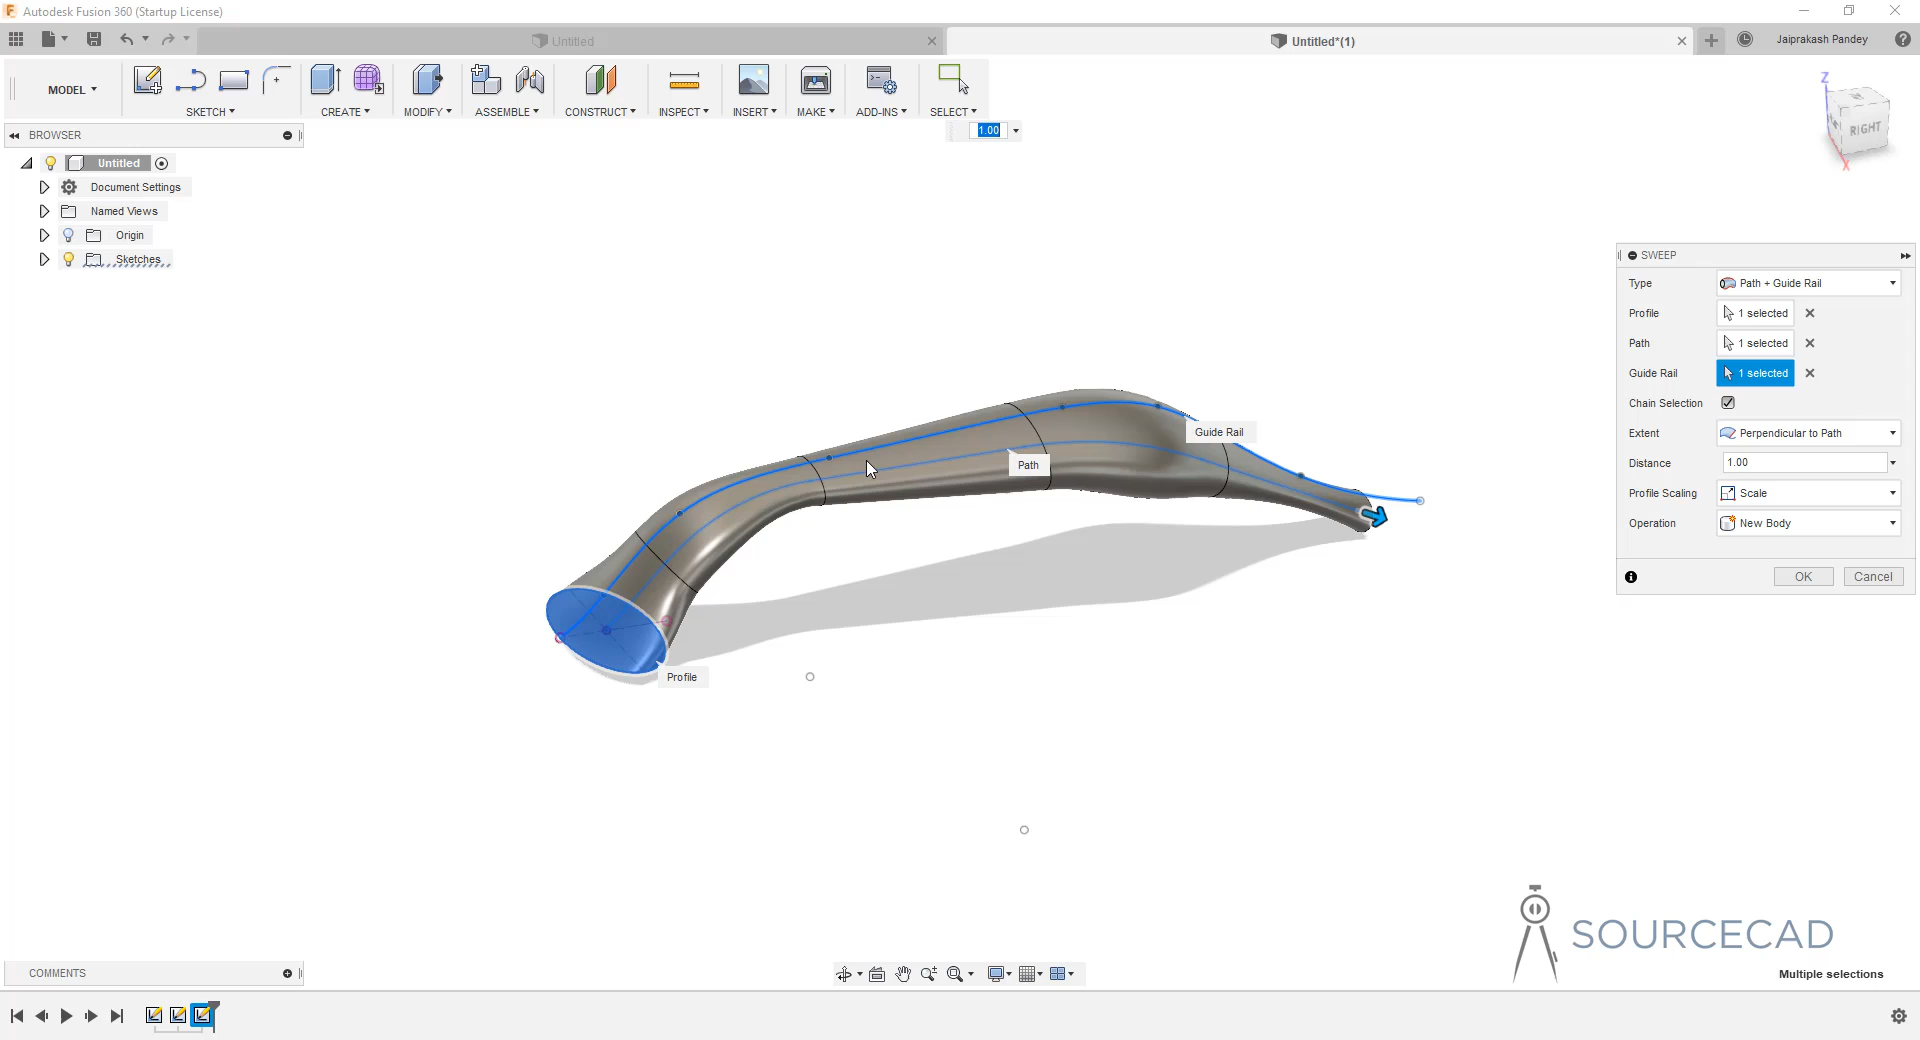 Autodesk Fusion 360 (Startup License)
Untitled
Untitled*(1)
Jaiprakash Pandey
MODEL
SKETCH
CREATE
MODIFY
ASSEMBLE
CONSTRUCT
INSPECT
INSERT
MAKE
ADD-INS
SELECT
BROWSER
1.00
Untitled
Document Settings
Named Views
Origin
Sketches
Z
RIGHT
X
SWEEP
Type
Path + Guide Rail
Profile
1 selected
Path
1 selected
Guide Rail
1 selected
Chain Selection
Extent
Perpendicular to Path
Distance
1.00
Profile Scaling
Scale
Operation
New Body
OK
Cancel
Guide Rail
Path
Profile
SOURCECAD
COMMENTS
Multiple selections